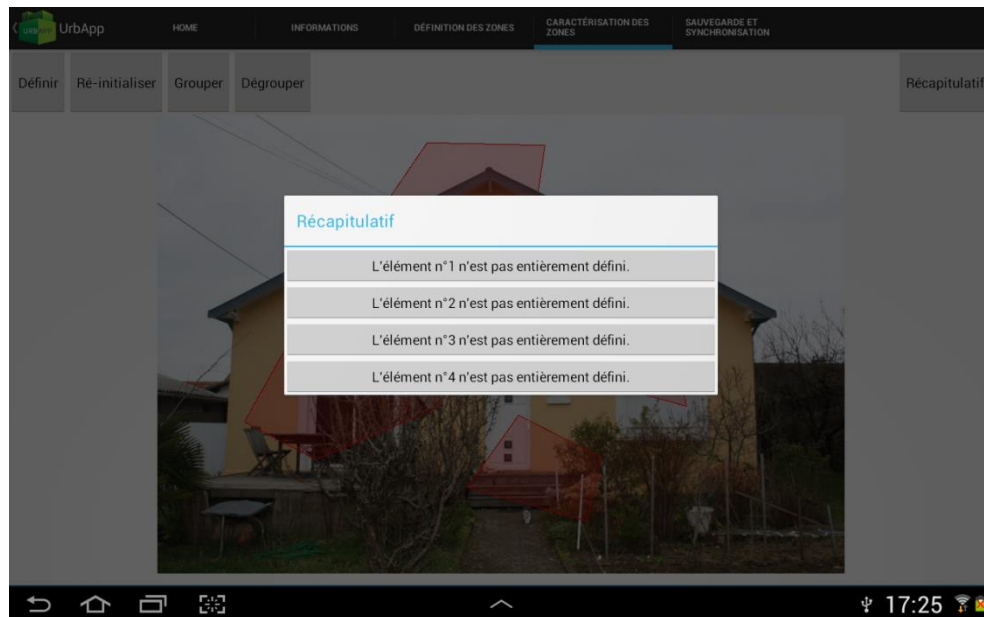 URBAPP UrbApp
HOME
INFORMATIONS
DÉFINITION DES ZONES
CARACTÉRISATION DES
ZONES
SAUVEGARDE ET
SYNCHRONISATION
Définir
Ré-initialiser
Grouper
Dégrouper
Récapitulatif
Récapitulatif
L'élément n°1 n'est pas entièrement défini.
L'élément n°2 n'est pas entièrement défini.
L'élément n°3 n'est pas entièrement défini.
L'élément n°4 n'est pas entièrement défini.
17:25